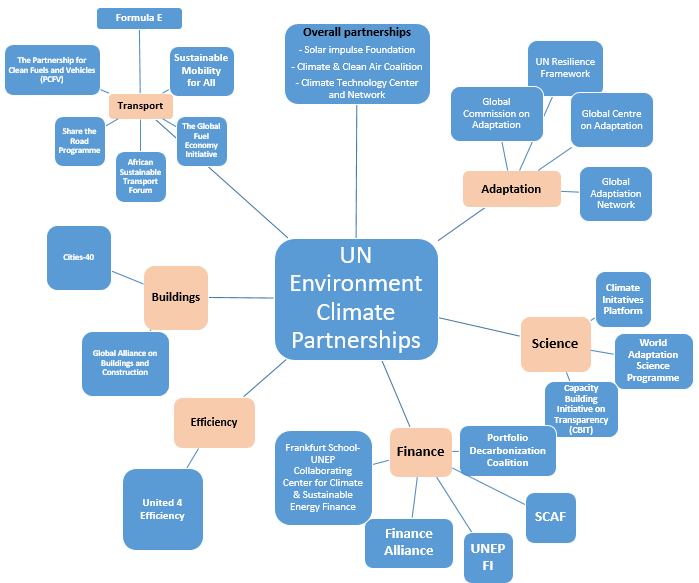 Formula E
The Partnership for
Clean Fuels and Vehicles
(PCFV)
Sustainable
Mobility
for All
Transport
Share the
Road
Programme
African
Sustainable
Transport
Forum
The Global
Fuel
Economy
Initiative
Overall partnerships
- Solar impulse Foundation
- Climate & Clean Air Coalition
- Climate Technology Center
and Network
UN Resilience
Framework
Global
Commission on
Adaptation
Global Centre
on Adaptation
Adaptation
Global
Adaptiation
Network
UN
Environment
Climate
Partnerships
Cities-40
Buildings
Global Alliance on
Buildings and
Construction
Climate
Initatives
Platform
Science
World
Adaptation
Science
Programme
Capacity
Building
Initiative on
Transparency
(CBIT)
Efficiency
United 4
Efficiency
Finance
Frankfurt School-
UNEP
Collaborating
Center for Climate
& Sustainable
Energy Finance
Portfolio
Decarbonization
Coalition
Finance
Alliance
UNEP
FI
SCAF